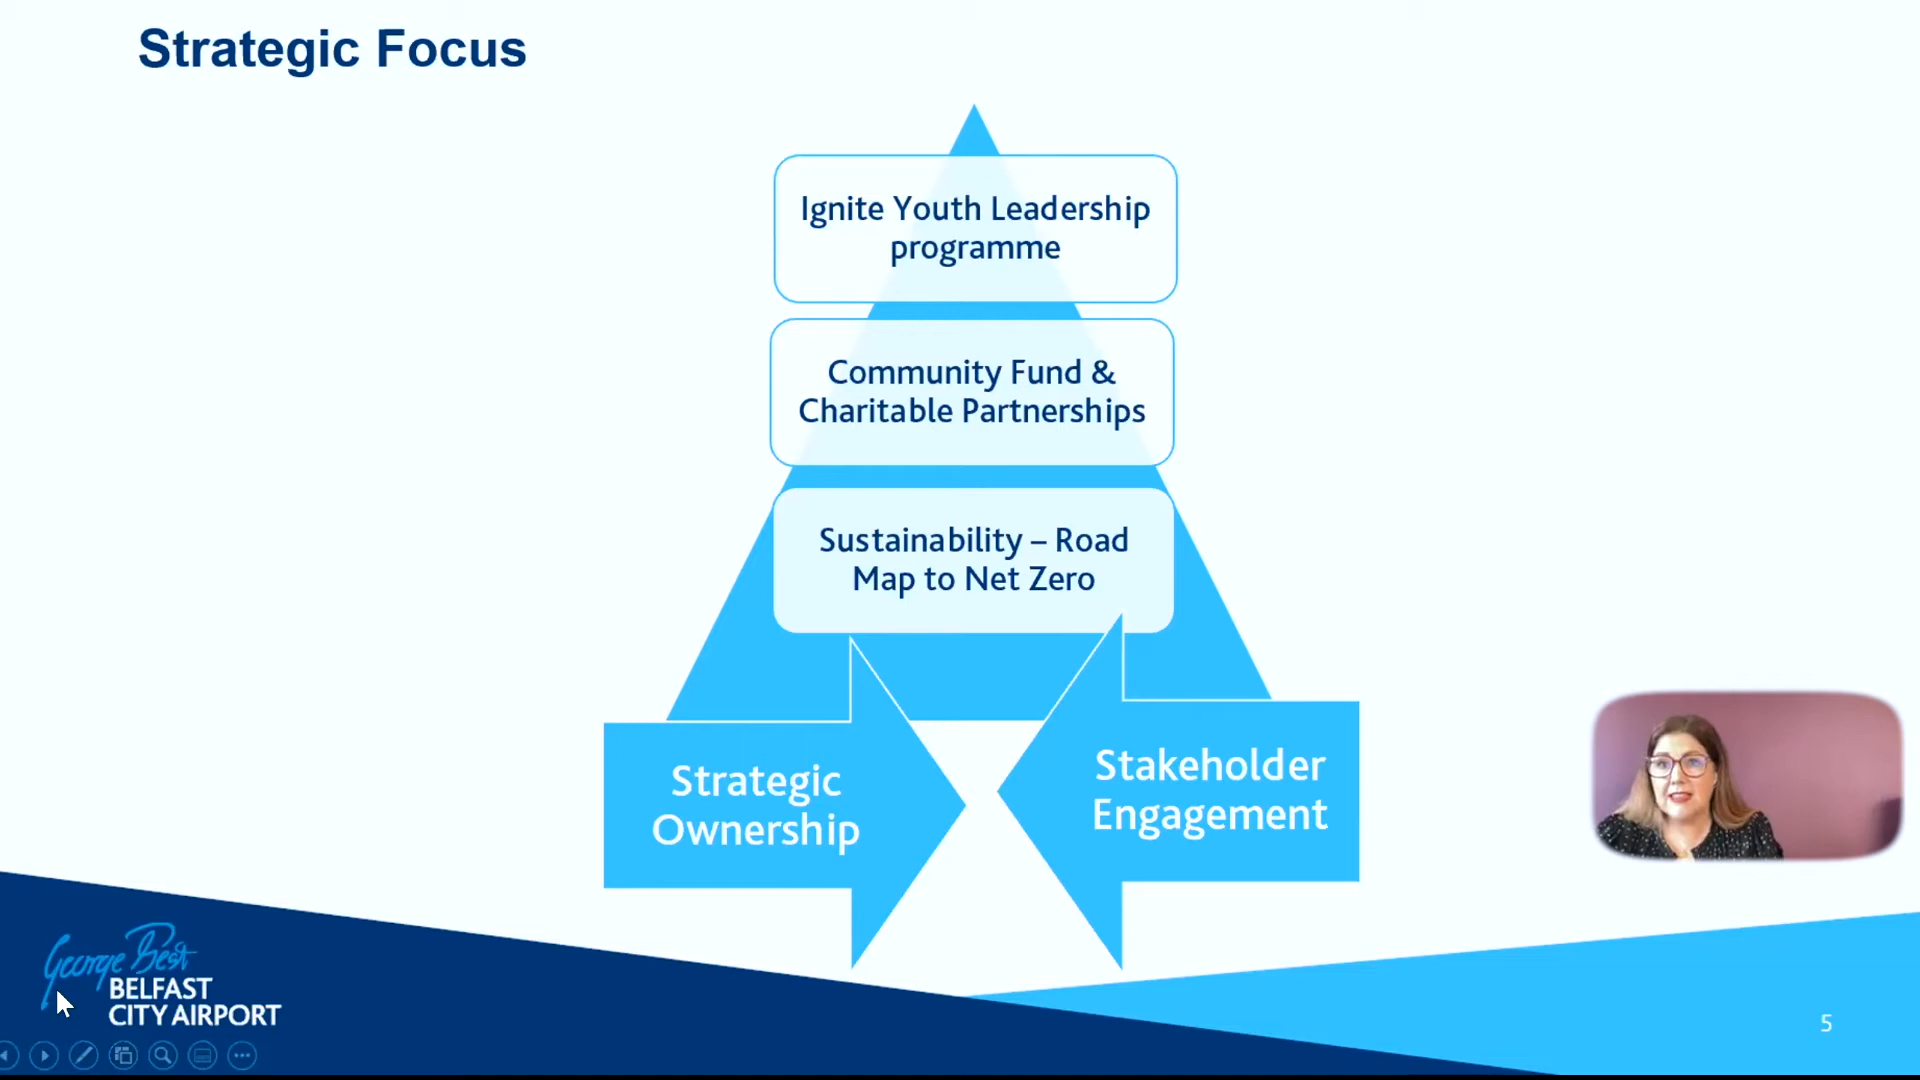 Strategic Focus
Ignite Youth Leadership
programme
Community Fund &
Charitable Partnerships
Sustainability – Road
Map to Net Zero
Strategic
Ownership
Stakeholder
Engagement
George Best
BELFAST
CITY AIRPORT
5